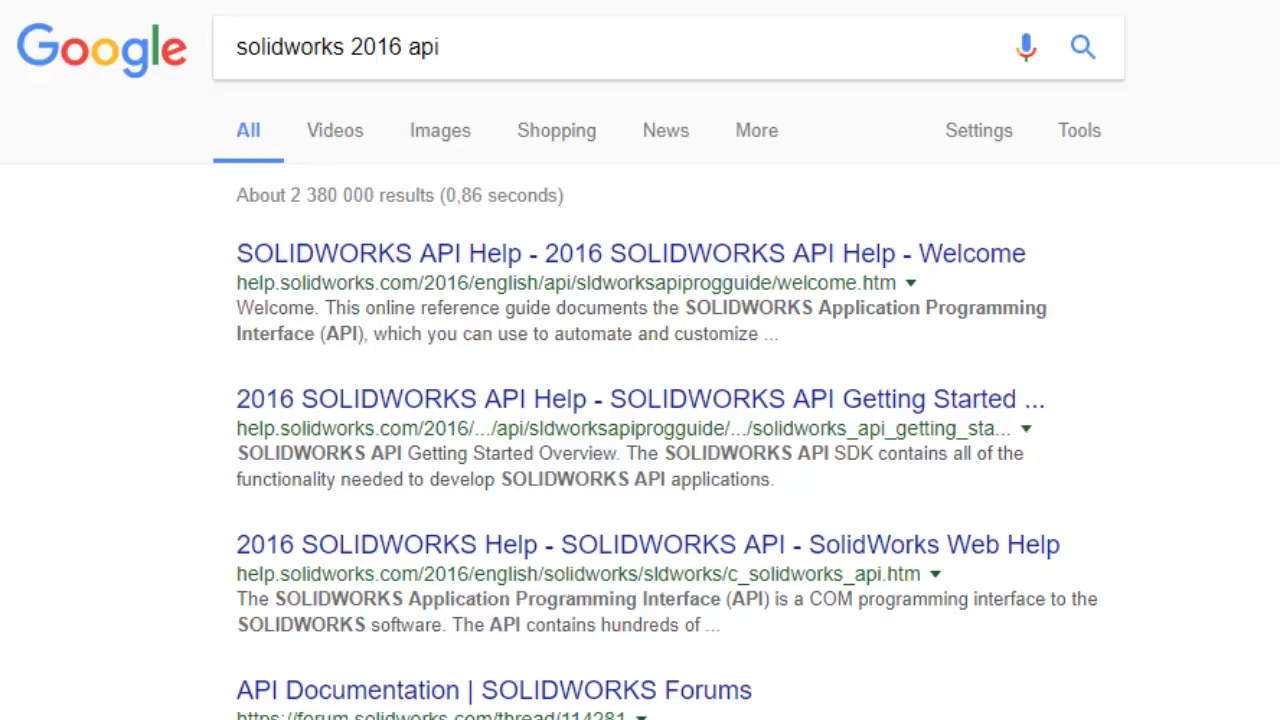 Google
solidworks 2016 api
All Videos Images Shopping News More Settings Tools
About 2 380 000 results (0,86 seconds)
SOLIDWORKS API Help - 2016 SOLIDWORKS API Help - Welcome
help.solidworks.com/2016/english/api/sldworksapiprogguide/welcome.htm
Welcome. This online reference guide documents the SOLIDWORKS Application Programming
Interface (API), which you can use to automate and customize ...
2016 SOLIDWORKS API Help - SOLIDWORKS API Getting Started ...
help.solidworks.com/2016/.../api/sldworksapiprogguide/.../solidworks_api_getting_sta...
SOLIDWORKS API Getting Started Overview. The SOLIDWORKS API SDK contains all of the
functionality needed to develop SOLIDWORKS API applications.
2016 SOLIDWORKS Help - SOLIDWORKS API - SolidWorks Web Help
help.solidworks.com/2016/english/solidworks/sldworks/c_solidworks_api.htm
The SOLIDWORKS Application Programming Interface (API) is a COM programming interface to the
SOLIDWORKS software. The API contains hundreds of ...
API Documentation | SOLIDWORKS Forums
https://forum.solidworks.com/thread/114281